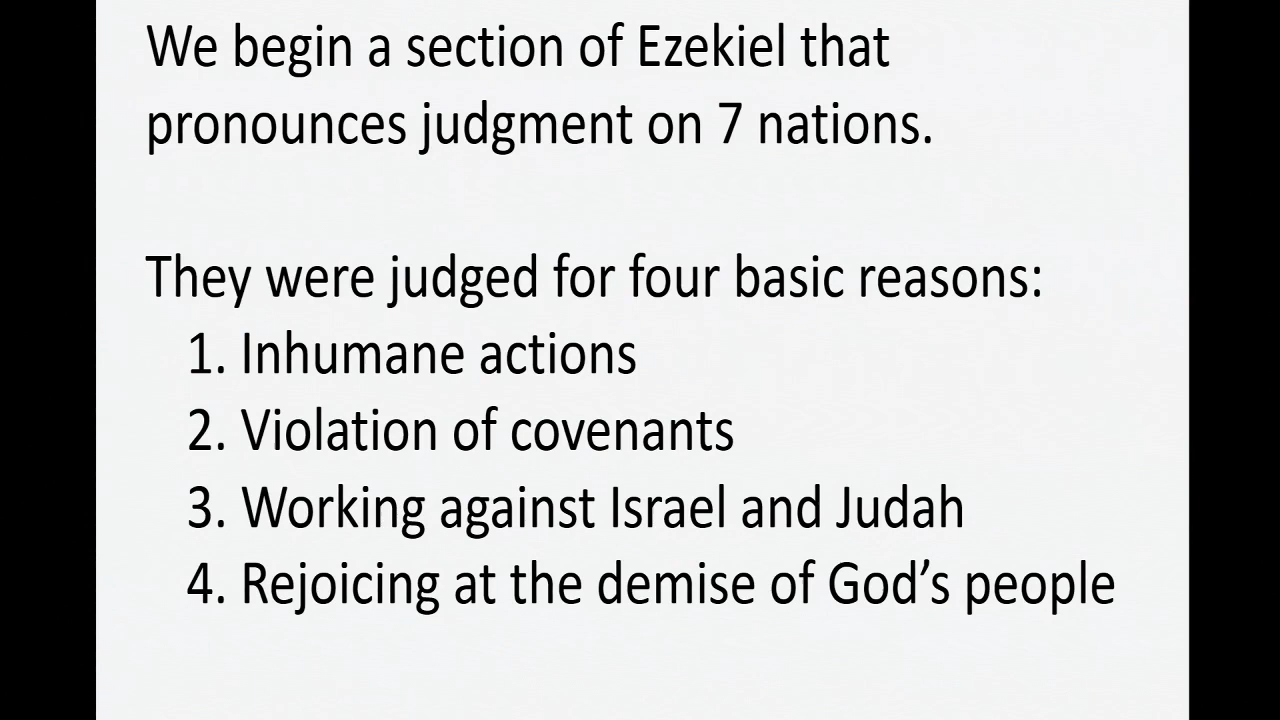 We begin a section of Ezekiel that
pronounces judgment on 7 nations.
They were judged for four basic reasons:
1. Inhumane actions
2. Violation of covenants
3. Working against Israel and Judah
4. Rejoicing at the demise of God’s people